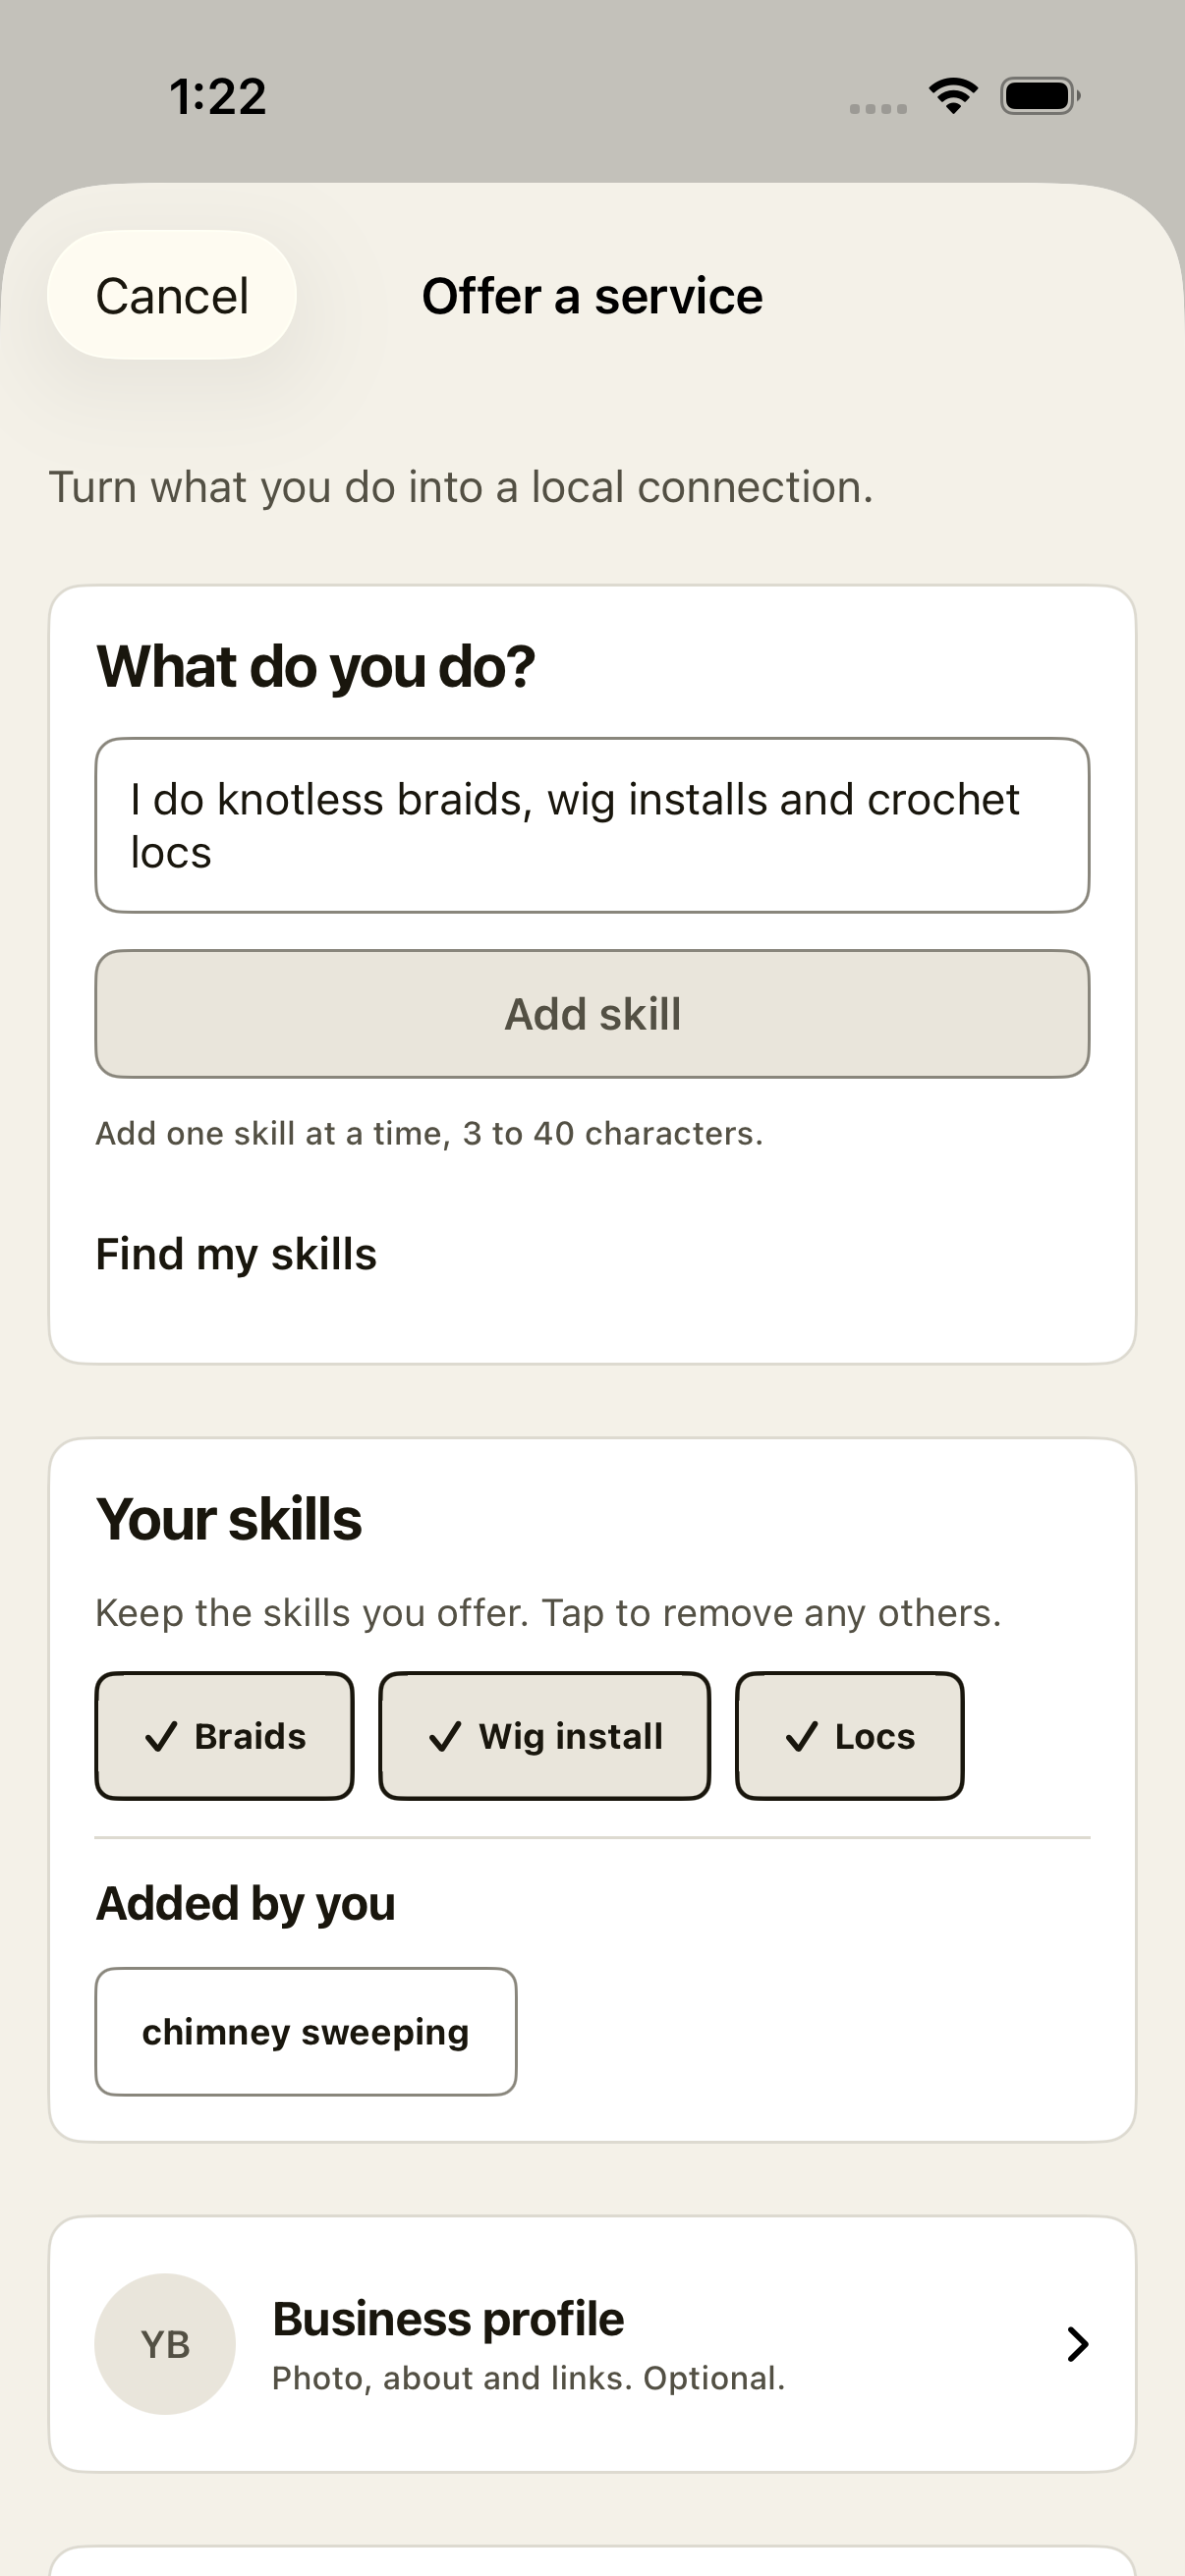 1:22
Cancel
Offer a service
Turn what you do into a local connection.
What do you do?
I do knotless braids, wig installs and crochet
locs
Add skill
Add one skill at a time, 3 to 40 characters.
Find my skills
Your skills
Keep the skills you offer. Tap to remove any others.
Braids
Wig install
Locs
Added by you
chimney sweeping
YB
Business profile
Photo, about and links. Optional.